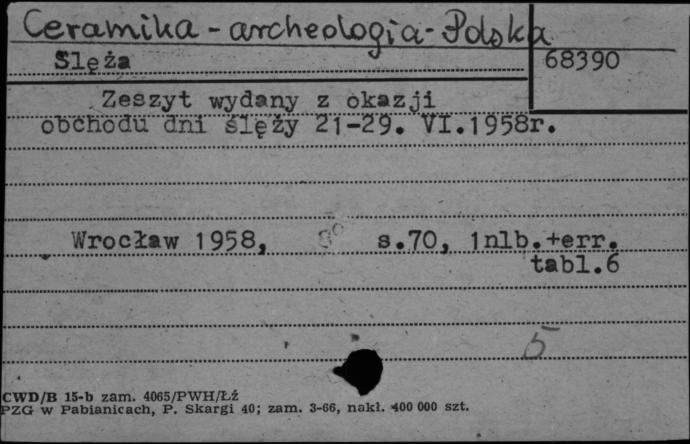 Ceramika - archeologia - Polska
Slęża
68390
Zeszyt wydany z okazji
obchodu dni ślęży 21-29. VI.1958r.
Wrocław 1958, 8° s.70, 1nlb.+err.
tabl.6
5
CWD/B 15-b zam. 4065/PWH/Łź
PZG w Pabianicach, P. Skargi 40; zam. 3-66, nakł. 400 000 szt.